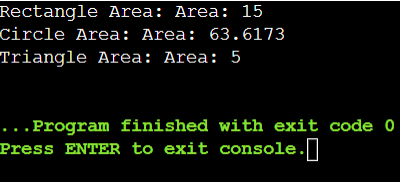 Rectangle Area: Area: 15
Circle Area: Area: 63.6173
Triangle Area: Area: 5
...Program finished with exit code 0
Press ENTER to exit console.